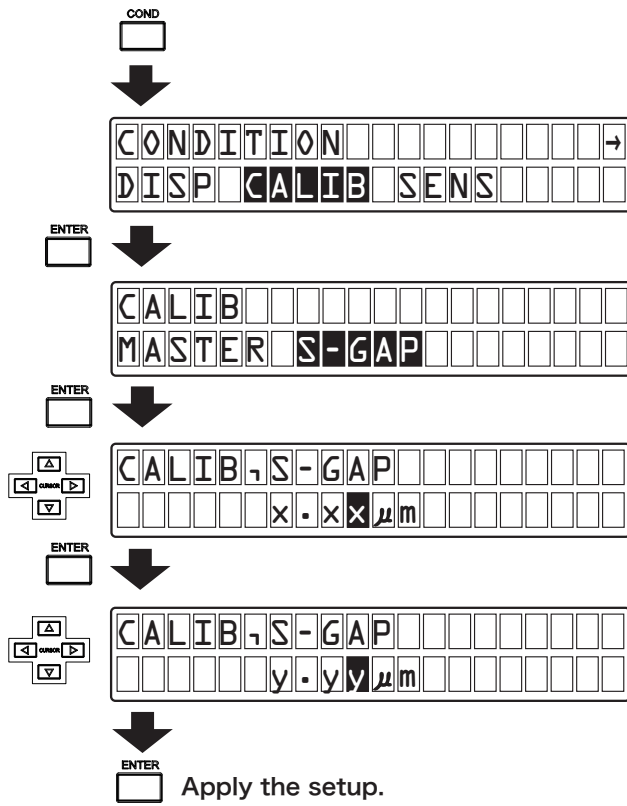 COND
CONDITION →
DISP CALIB SENS
ENTER
CALIB
MASTER S-GAP
ENTER
CURSOR
CALIB,S-GAP
x.xxμm
ENTER
CURSOR
CALIB,S-GAP
y.yyμm
ENTER
Apply the setup.